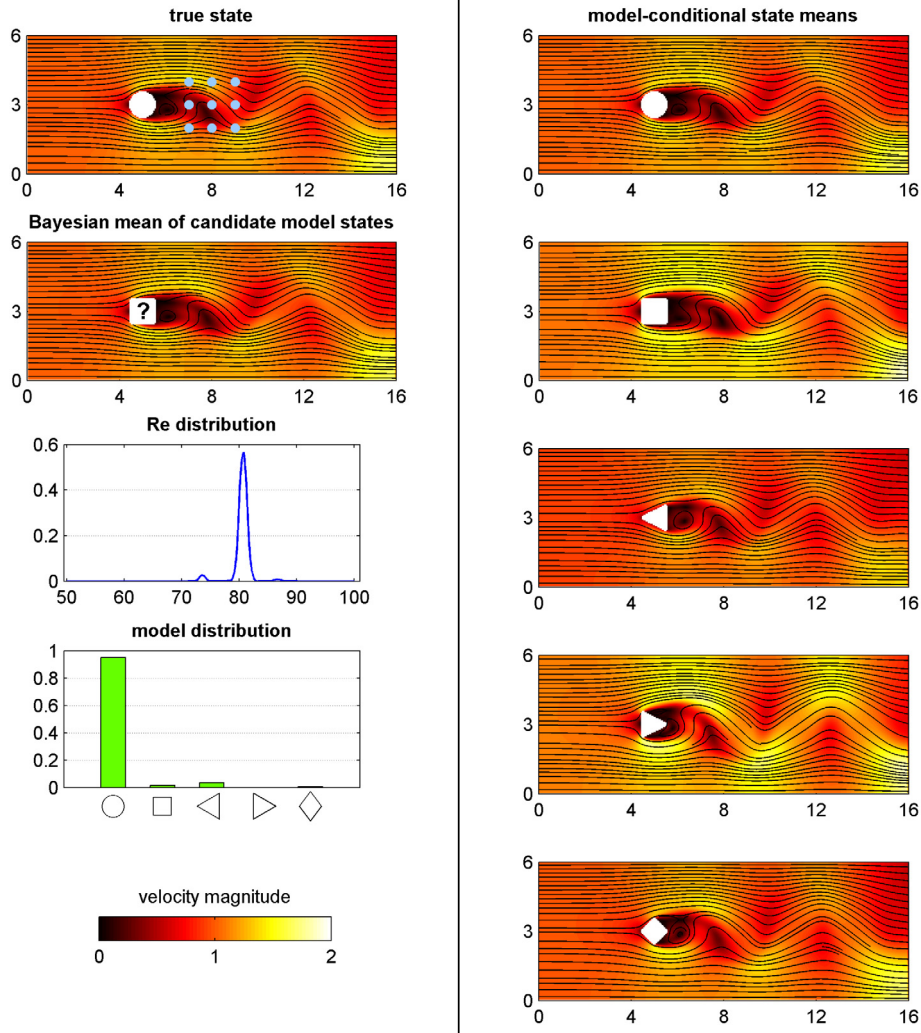 true state
6
3
0
0 4 8 12 16
Bayesian mean of candidate model states
6
3
?
0
0 4 8 12 16
Re distribution
0.6
0.4
0.2
0
50 60 70 80 90 100
model distribution
1
0.8
0.6
0.4
0.2
0
velocity magnitude
0 1 2
model-conditional state means
6
3
0
0 4 8 12 16
6
3
0
0 4 8 12 16
6
3
0
0 4 8 12 16
6
3
0
0 4 8 12 16
6
3
0
0 4 8 12 16